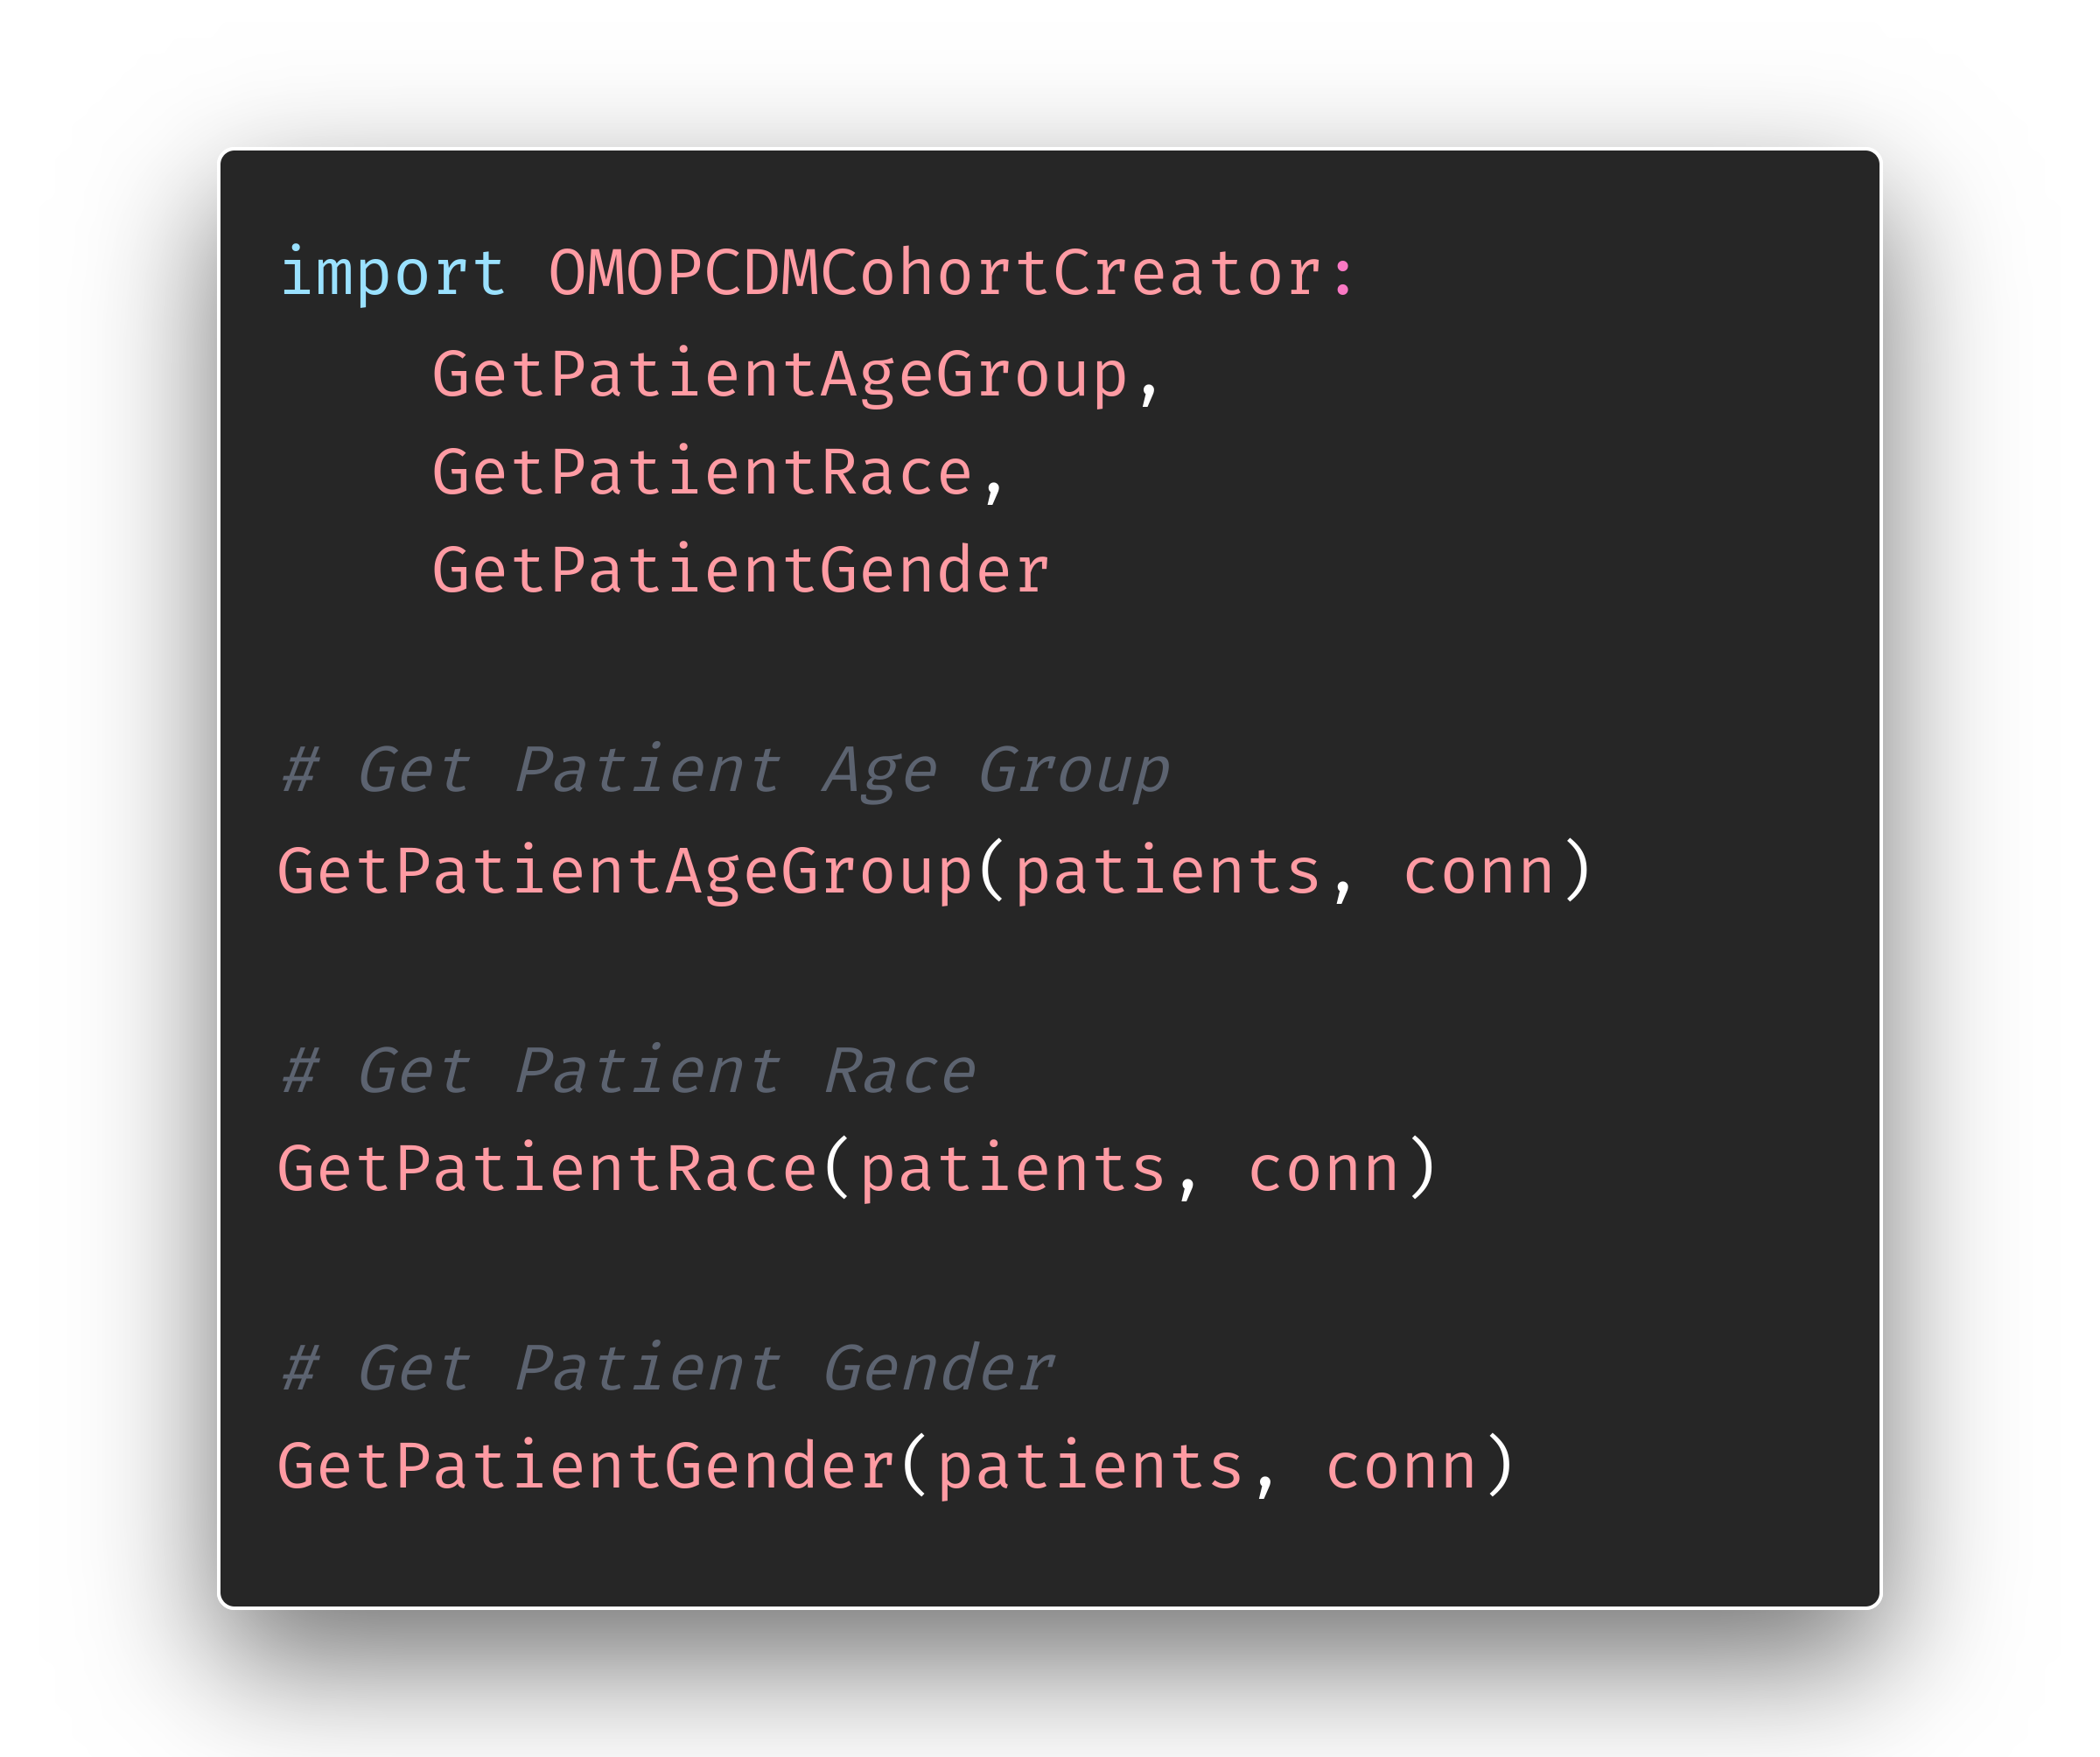 import OMOPCDMCohortCreator:
    GetPatientAgeGroup,
    GetPatientRace,
    GetPatientGender

# Get Patient Age Group
GetPatientAgeGroup(patients, conn)

# Get Patient Race
GetPatientRace(patients, conn)

# Get Patient Gender
GetPatientGender(patients, conn)